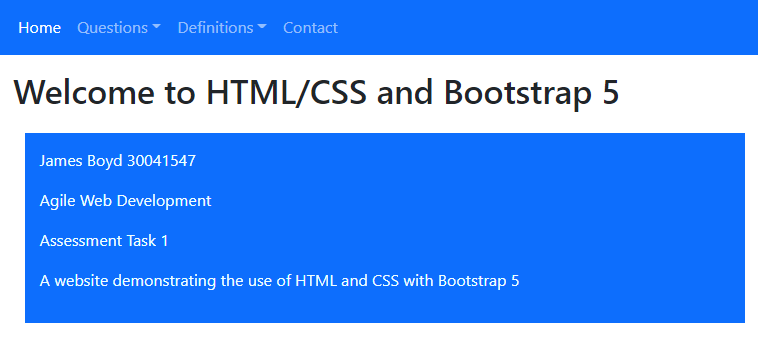 Home Questions Definitions Contact
Welcome to HTML/CSS and Bootstrap 5
James Boyd 30041547
Agile Web Development
Assessment Task 1
A website demonstrating the use of HTML and CSS with Bootstrap 5